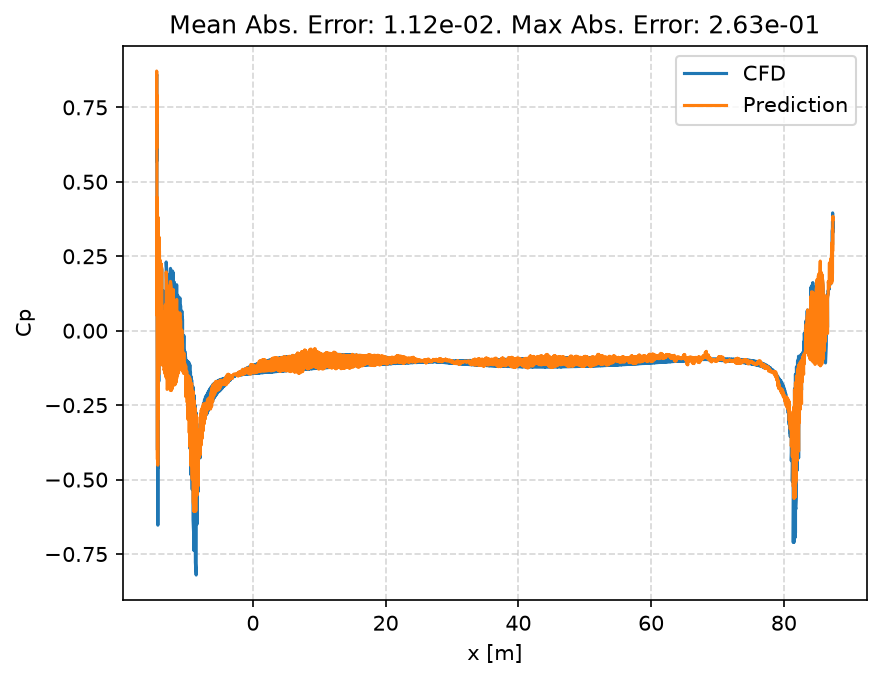 Mean Abs. Error: 1.12e-02. Max Abs. Error: 2.63e-01
CFD
Prediction
0.75
0.50
0.25
0.00
−0.25
−0.50
−0.75
Cp
0
20
40
60
80
x [m]